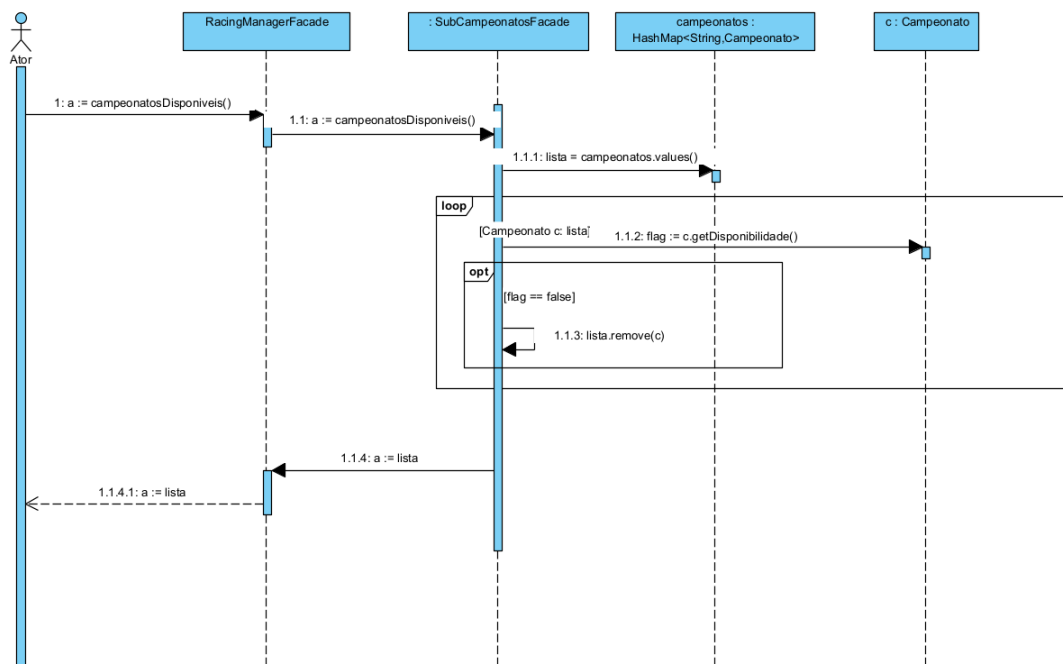 RacingManagerFacade
: SubCampeonatosFacade
campeonatos :
HashMap<String,Campeonato>
c : Campeonato
Ator
1: a := campeonatosDisponiveis()
1.1: a := campeonatosDisponiveis()
1.1.1: lista = campeonatos.values()
loop
[Campeonato c: lista]
1.1.2: flag := c.getDisponibilidade()
opt
[flag == false]
1.1.3: lista.remove(c)
1.1.4: a := lista
1.1.4.1: a := lista